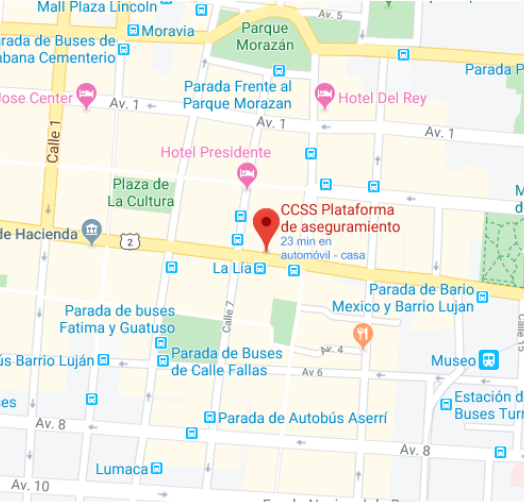 Mall Plaza Lincoln
Av. 5
Moravia
Parque
Morazán
rada de Buses de
bana Cementerio
Parada P
Parada Frente al
Parque Morazan
Jose Center
Hotel Del Rey
Av. 1
Av. 1
Av. 1
Calle 1
Hotel Presidente
Plaza de
La Cultura
M
d
CCSS Plataforma
de aseguramiento
23 min en
automóvil - casa
de Hacienda
2
La Lía
Parada de Bario
Mexico y Barrio Lujan
Parada de buses
Fatima y Guatuso
Calle 7
Calle 15
Av. 4
ús Barrio Luján
Parada de Buses
de Calle Fallas
Museo
Av 6
ses
Estación d
Buses Turr
Parada de Autobús Aserrí
Av. 8
Av. 8
Lumaca
Av. 10